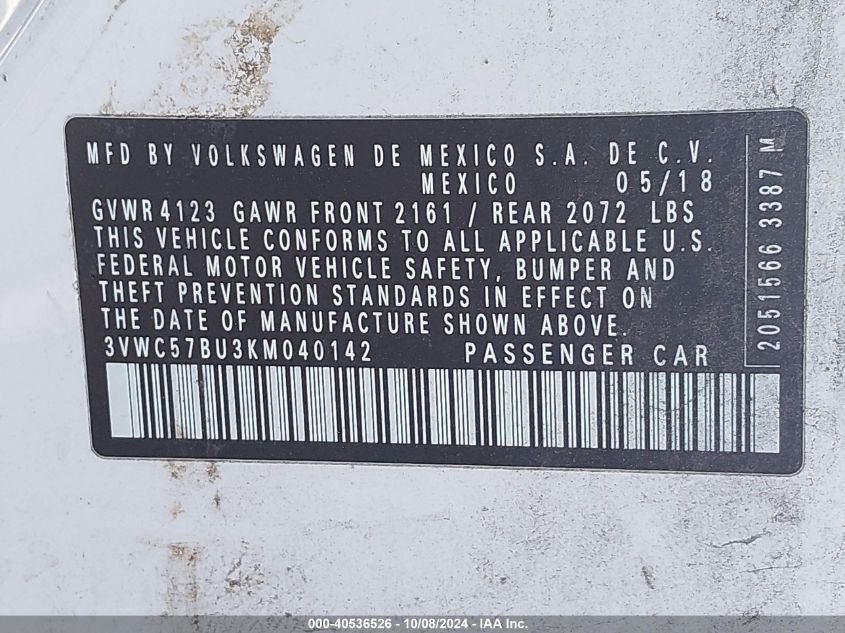 MFD BY VOLKSWAGEN DE MEXICO S.A. DE C.V.
MEXICO 05/18
GVWR 4123 GAWR FRONT 2161 / REAR 2072 LBS
THIS VEHICLE CONFORMS TO ALL APPLICABLE U.S.
FEDERAL MOTOR VEHICLE SAFETY, BUMPER AND
THEFT PREVENTION STANDARDS IN EFFECT ON
THE DATE OF MANUFACTURE SHOWN ABOVE.
3VWC57BU3KM040142 PASSENGER CAR
2051566 3387 M
000-40536526 - 10/08/2024 - IAA Inc.